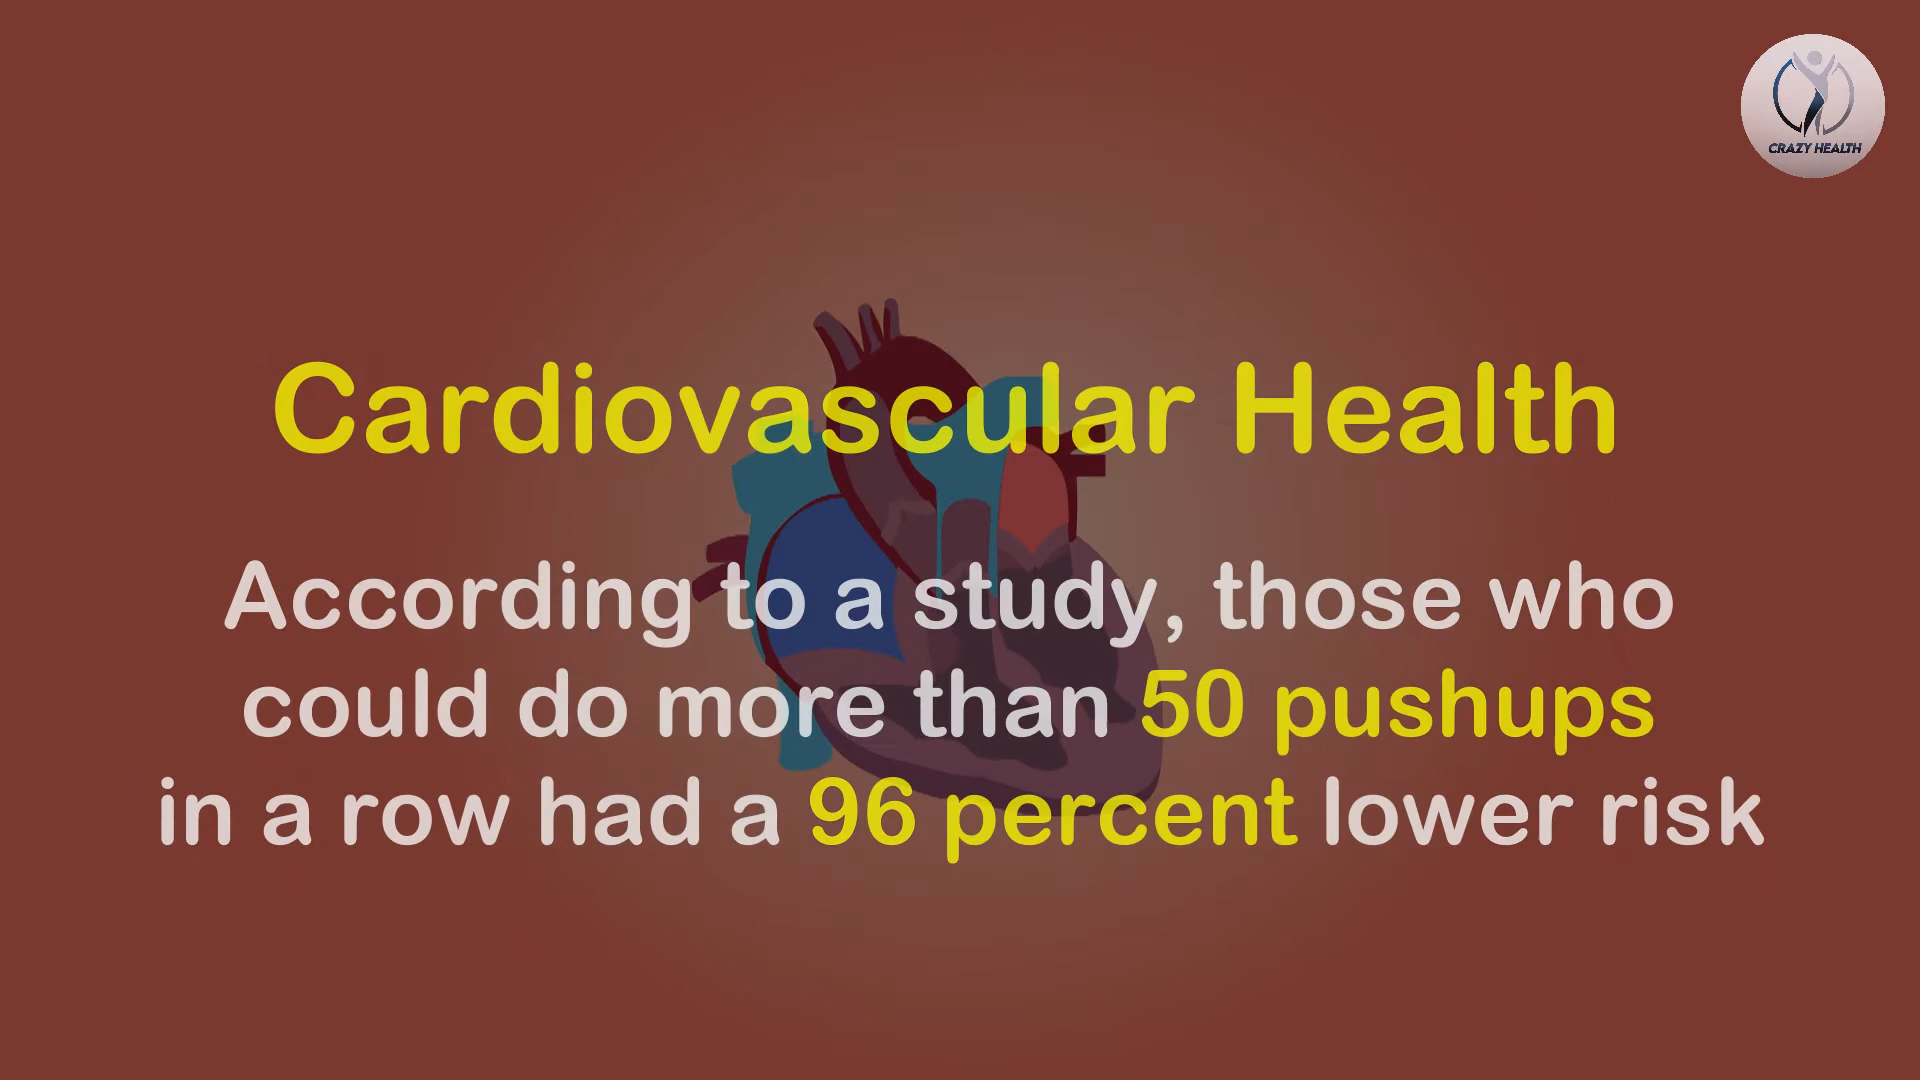 CRAZY HEALTH
Cardiovascular Health
According to a study, those who
could do more than 50 pushups
in a row had a 96 percent lower risk